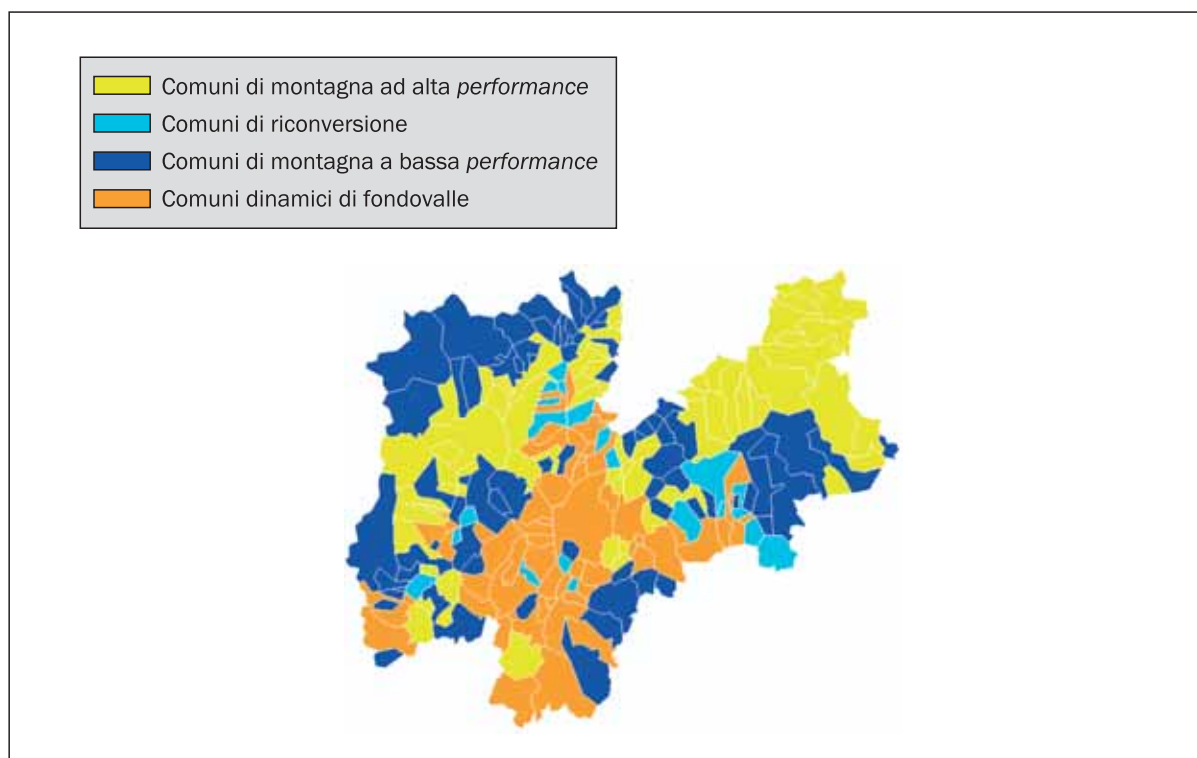 Comuni di montagna ad alta performance
Comuni di riconversione
Comuni di montagna a bassa performance
Comuni dinamici di fondovalle